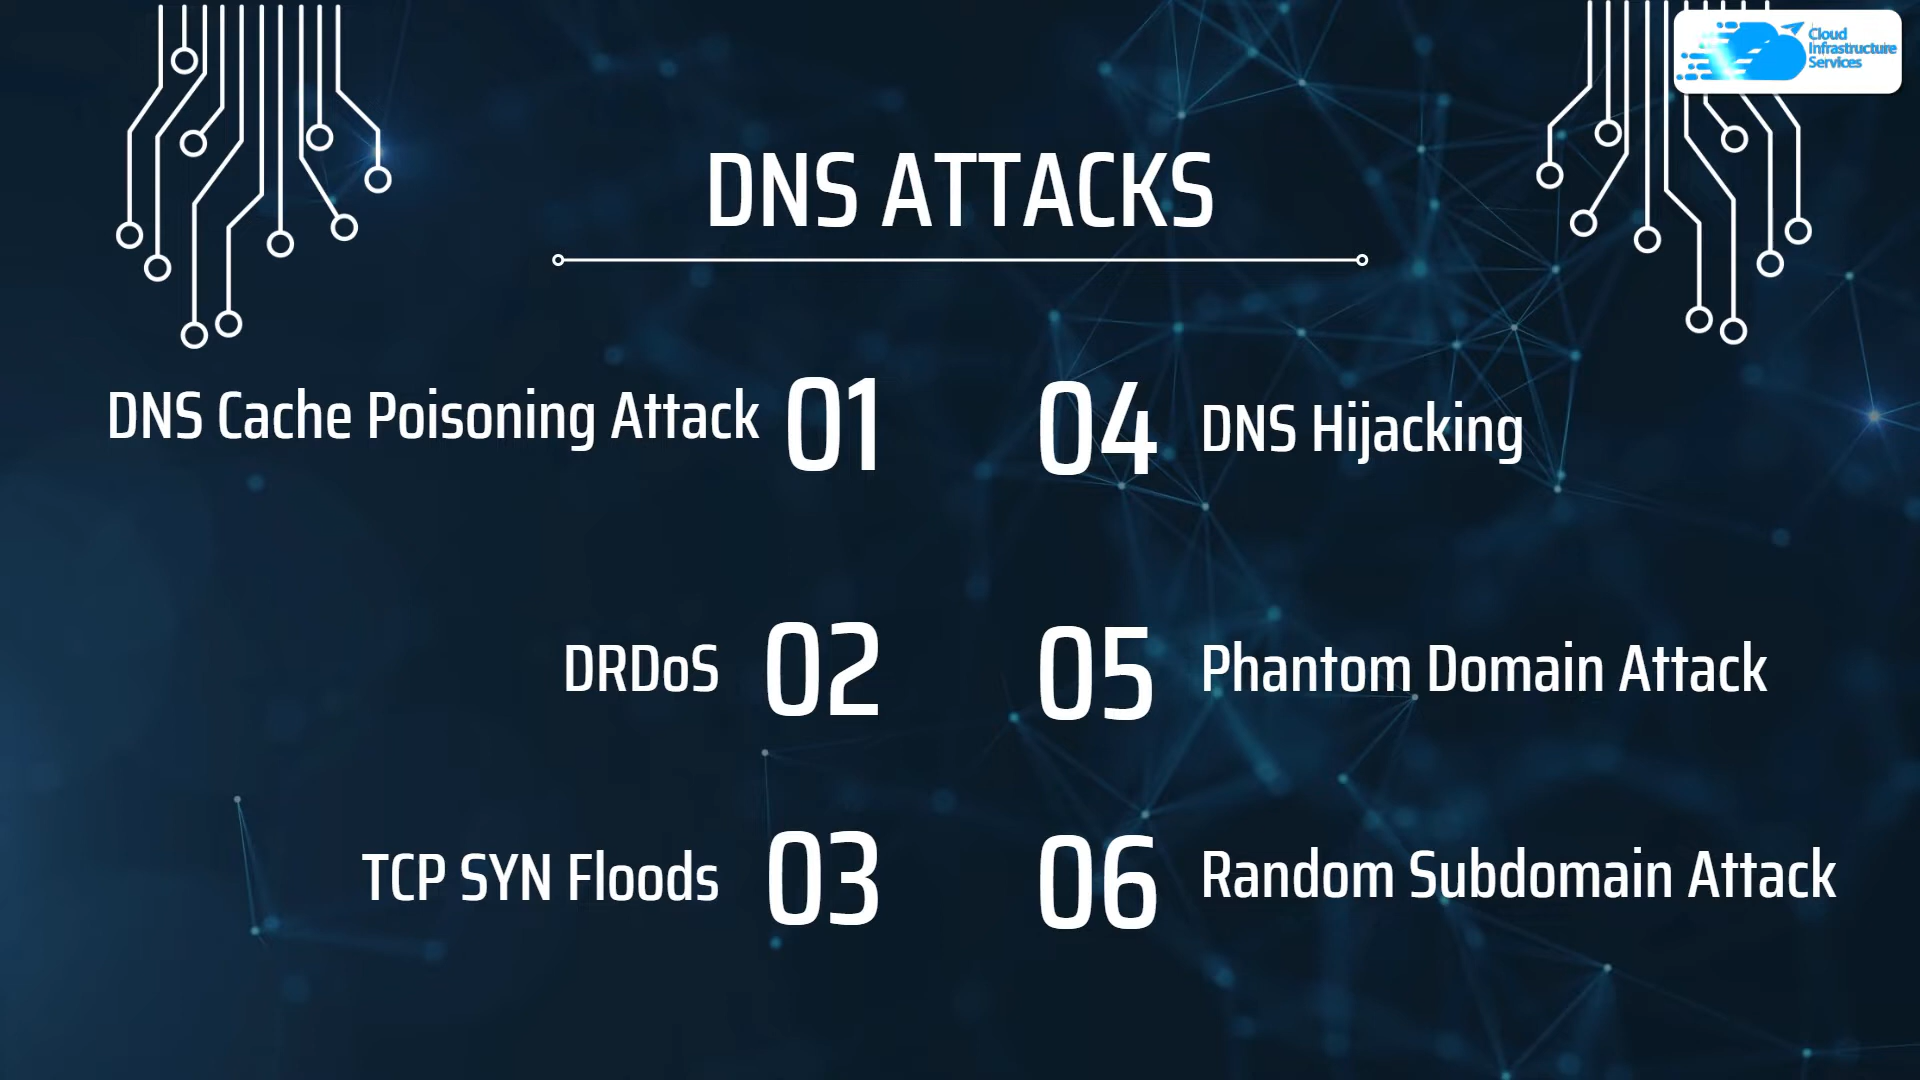 Cloud
Infrastructure
Services
DNS ATTACKS
DNS Cache Poisoning Attack 01
02 DRDoS
TCP SYN Floods 03
04 DNS Hijacking
05 Phantom Domain Attack
06 Random Subdomain Attack